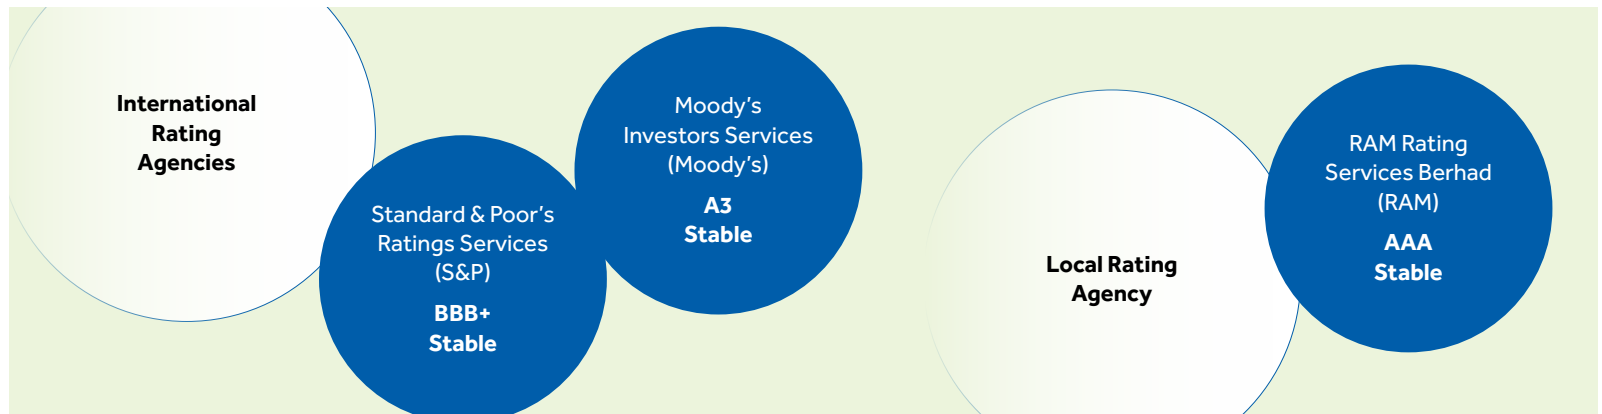 International
Rating
Agencies
Standard & Poor’s
Ratings Services
(S&P)
BBB+
Stable
Moody’s
Investors Services
(Moody’s)
A3
Stable
Local Rating
Agency
RAM Rating
Services Berhad
(RAM)
AAA
Stable